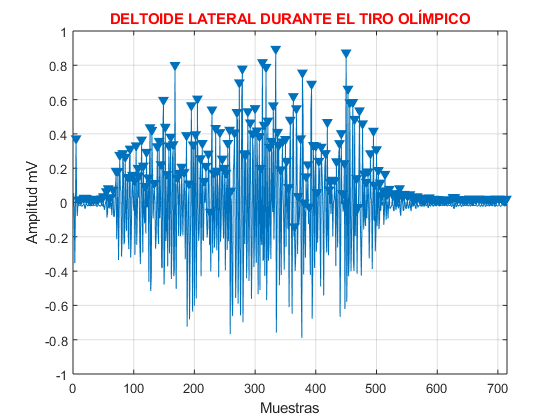 DELTOIDE LATERAL DURANTE EL TIRO OLÍMPICO
1
0.8
0.6
0.4
0.2
0
-0.2
-0.4
-0.6
-0.8
-1
Amplitud mV
0 100 200 300 400 500 600 700
Muestras